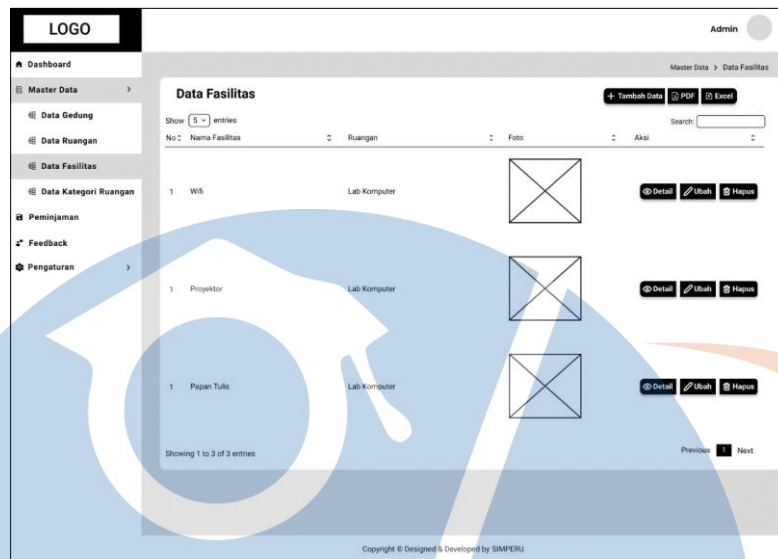 LOGO
Admin
Dashboard
Master Data >
Data Gedung
Data Ruangan
Data Fasilitas
Data Kategori Ruangan
Peminjaman
Feedback
Pengaturan >
Master Data > Data Fasilitas
Data Fasilitas
+ Tambah Data PDF Excel
Show 5 entries Search:
No Nama Fasilitas Ruangan Foto Aksi
1 Wifi Lab Komputer Detail Ubah Hapus
1 Proyektor Lab Komputer Detail Ubah Hapus
1 Papan Tulis Lab Komputer Detail Ubah Hapus
Showing 1 to 3 of 3 entries Previous 1 Next
Copyright © Designed & Developed by SIMPERU